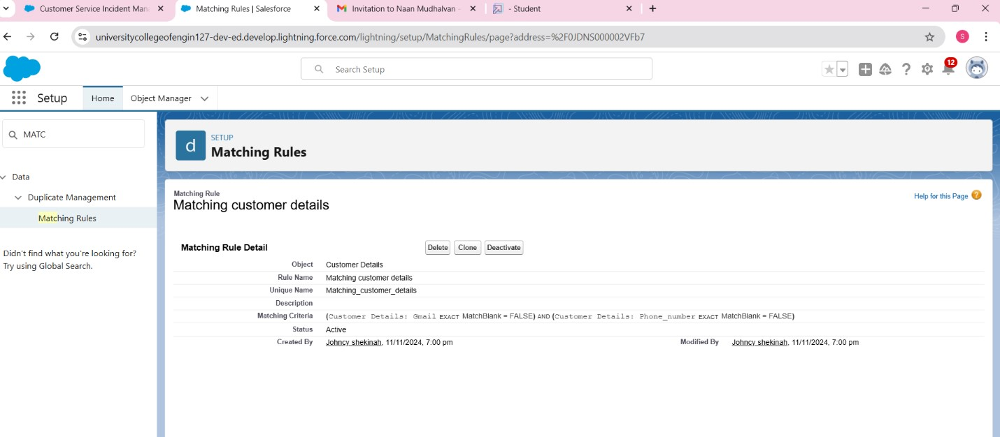 Customer Service Incident Man
Matching Rules | Salesforce
Invitation to Naan Mudhalvan -
- Student
universitycollegeofengin127-dev-ed.develop.lightning.force.com/lightning/setup/MatchingRules/page?address=%2F0JDNS000002VFb7
S
Search Setup
12
Setup
Home
Object Manager
MATC
Data
Duplicate Management
Matching Rules
Didn't find what you're looking for?
Try using Global Search.
d
SETUP
Matching Rules
Matching Rule
Matching customer details
Help for this Page ?
Matching Rule Detail
Delete Clone Deactivate
Object Customer Details
Rule Name Matching customer details
Unique Name Matching_customer_details
Description
Matching Criteria (Customer Details: Gmail EXACT MatchBlank = FALSE) AND (Customer Details: Phone_number EXACT MatchBlank = FALSE)
Status Active
Created By Johncy shekinah, 11/11/2024, 7:00 pm Modified By Johncy shekinah, 11/11/2024, 7:00 pm